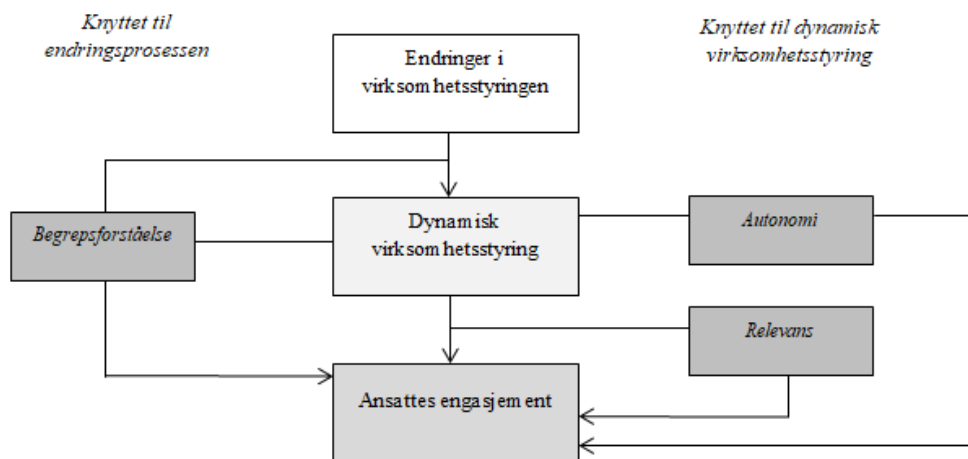 Knyttet til
endringsprosessen
Knyttet til dynamisk
virksomhetsstyring
Endringer i
virksomhetsstyringen
Begrepsforståelse
Dynamisk
virksomhetsstyring
Autonomi
Relevans
Ansattes engasjement